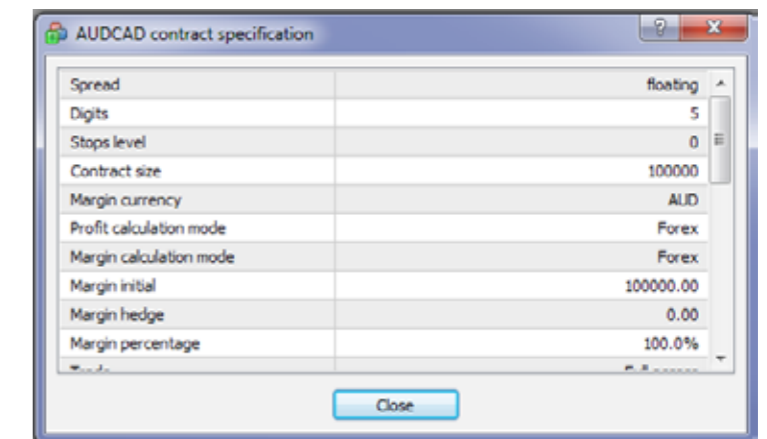 AUDCAD contract specification
Spread floating
Digits 5
Stops level 0
Contract size 100000
Margin currency AUD
Profit calculation mode Forex
Margin calculation mode Forex
Margin initial 100000.00
Margin hedge 0.00
Margin percentage 100.0%
Close